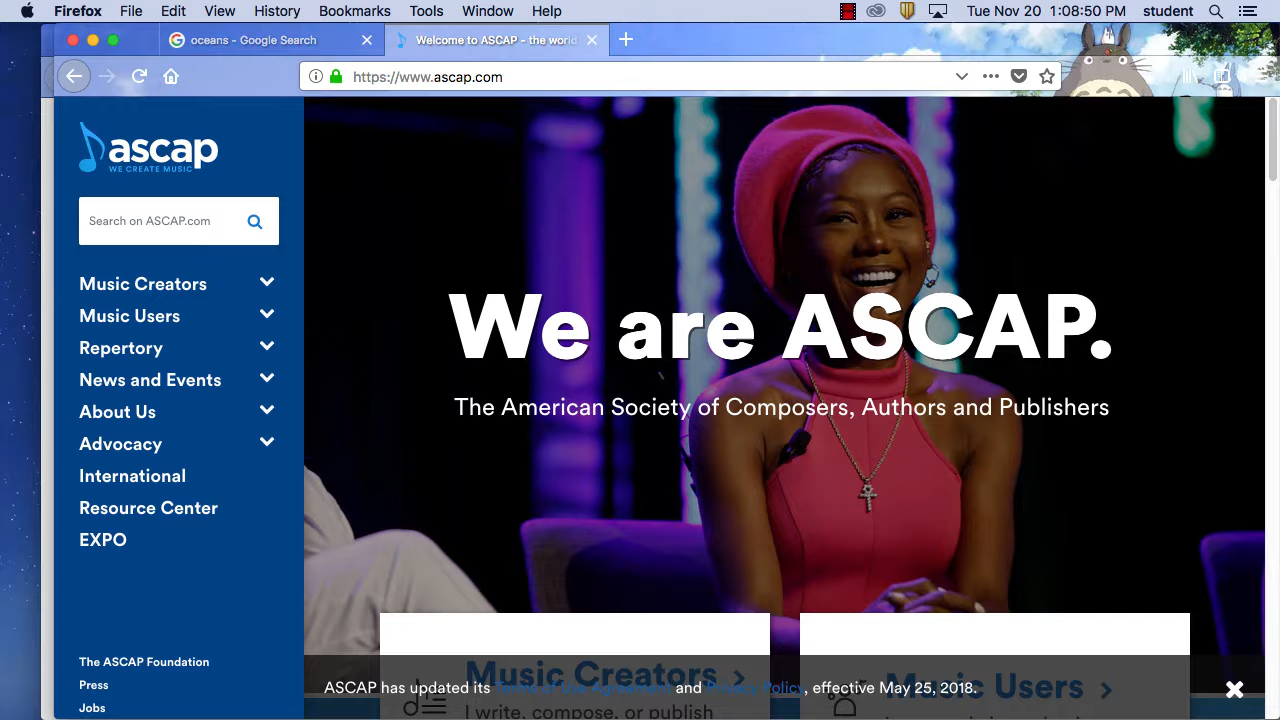 Firefox File Edit View History Bookmarks Tools Window Help Tue Nov 20 1:08:50 PM student
oceans - Google Search
Welcome to ASCAP - the world
https://www.ascap.com
ascap
WE CREATE MUSIC
Search on ASCAP.com
Music Creators
Music Users
Repertory
News and Events
About Us
Advocacy
International
Resource Center
EXPO
The ASCAP Foundation
Press
Jobs
We are ASCAP.
The American Society of Composers, Authors and Publishers
Music Creators
I write, compose, or publish
Music Users
ASCAP has updated its Terms of Use Agreement and Privacy Policy, effective May 25, 2018.